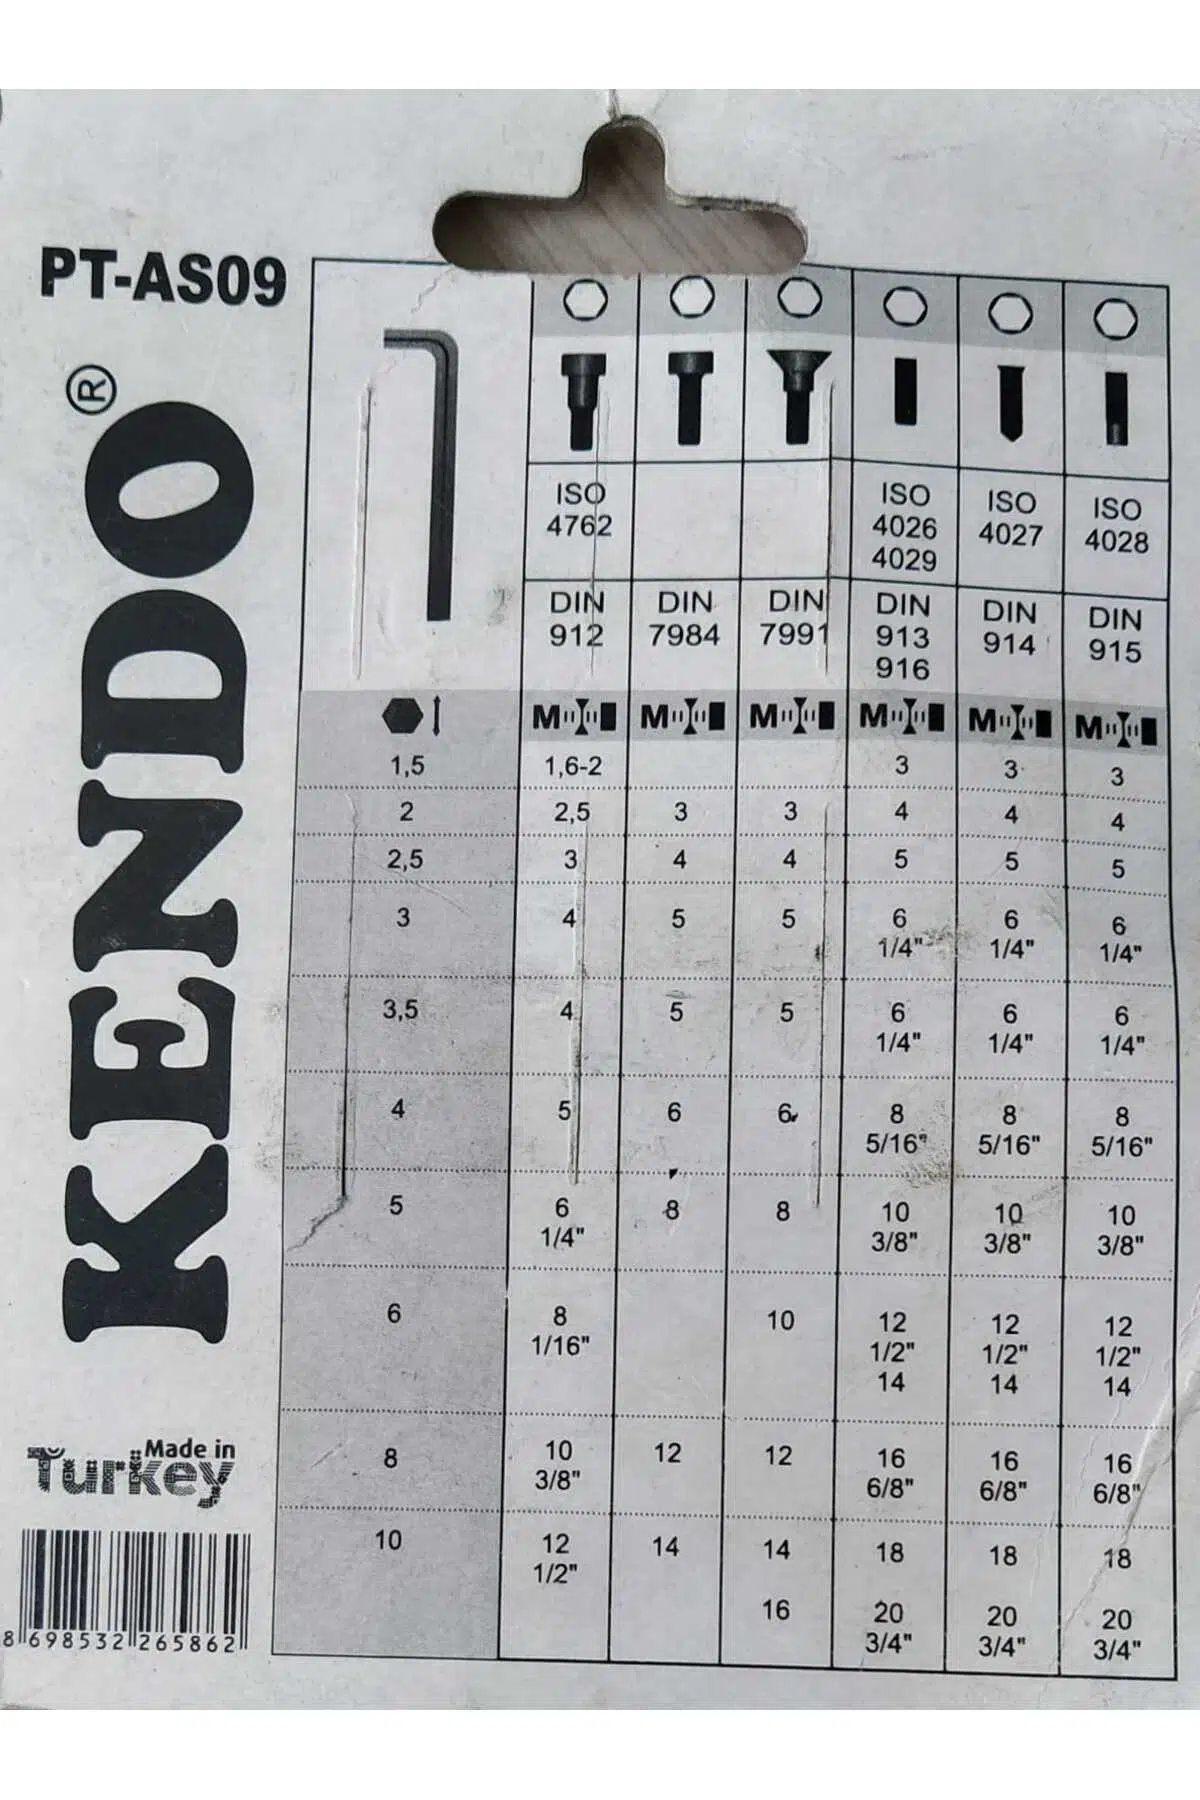 PT-AS09
KENDO®
Made in
Turkey
8 698532 265862
ISO 4762
ISO 4026 4029
ISO 4027
ISO 4028
DIN 912
DIN 7984
DIN 7991
DIN 913 916
DIN 914
DIN 915
M M M M M M
1,5 1,6-2 3 3 3
2 2,5 3 3 4 4 4
2,5 3 4 4 5 5 5
3 4 5 5 6 6 6
1/4" 1/4" 1/4"
3,5 4 5 5 6 6 6
1/4" 1/4" 1/4"
4 5 6 6 8 8 8
5/16" 5/16" 5/16"
5 6 8 8 10 10 10
1/4" 3/8" 3/8" 3/8"
6 8 10 12 12 12
1/16" 1/2" 1/2" 1/2"
14 14 14
8 10 12 12 16 16 16
3/8" 6/8" 6/8" 6/8"
10 12 14 14 18 18 18
1/2"
16 20 20 20
3/4" 3/4" 3/4"